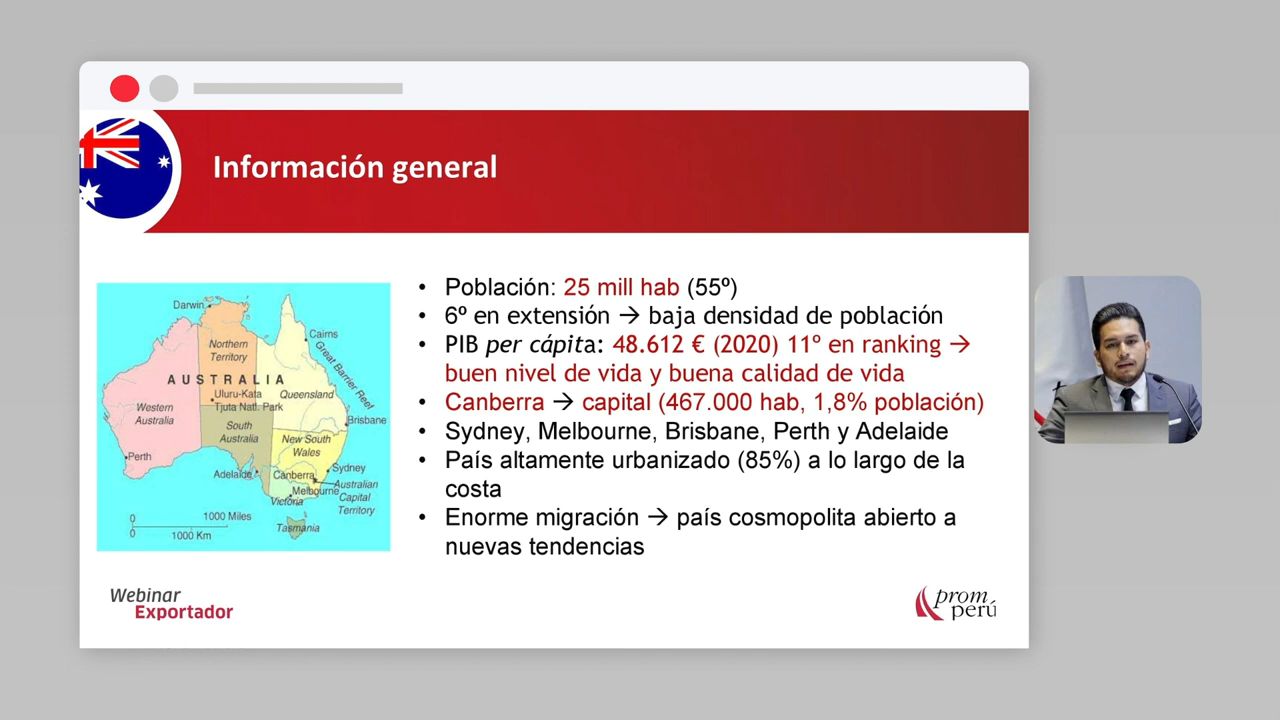 Información general
• Población: 25 mill hab (55º)
• 6º en extensión → baja densidad de población
• PIB per cápita: 48.612 € (2020) 11º en ranking →
buen nivel de vida y buena calidad de vida
• Canberra → capital (467.000 hab, 1,8% población)
• Sydney, Melbourne, Brisbane, Perth y Adelaide
• País altamente urbanizado (85%) a lo largo de la
costa
• Enorme migración → país cosmopolita abierto a
nuevas tendencias
Darwin
Cairns
Northern
Territory
Great Barrier Reef
AUSTRALIA
Uluru-Kata
Tjuta Natl. Park
Queensland
Western
Australia
South
Australia
Brisbane
New South
Wales
Perth
Adelaide
Canberra
Sydney
Australian
Capital
Territory
Melbourne
Victoria
Tasmania
0
1000 Miles
0
1000 Km
Webinar
Exportador
prom
perú